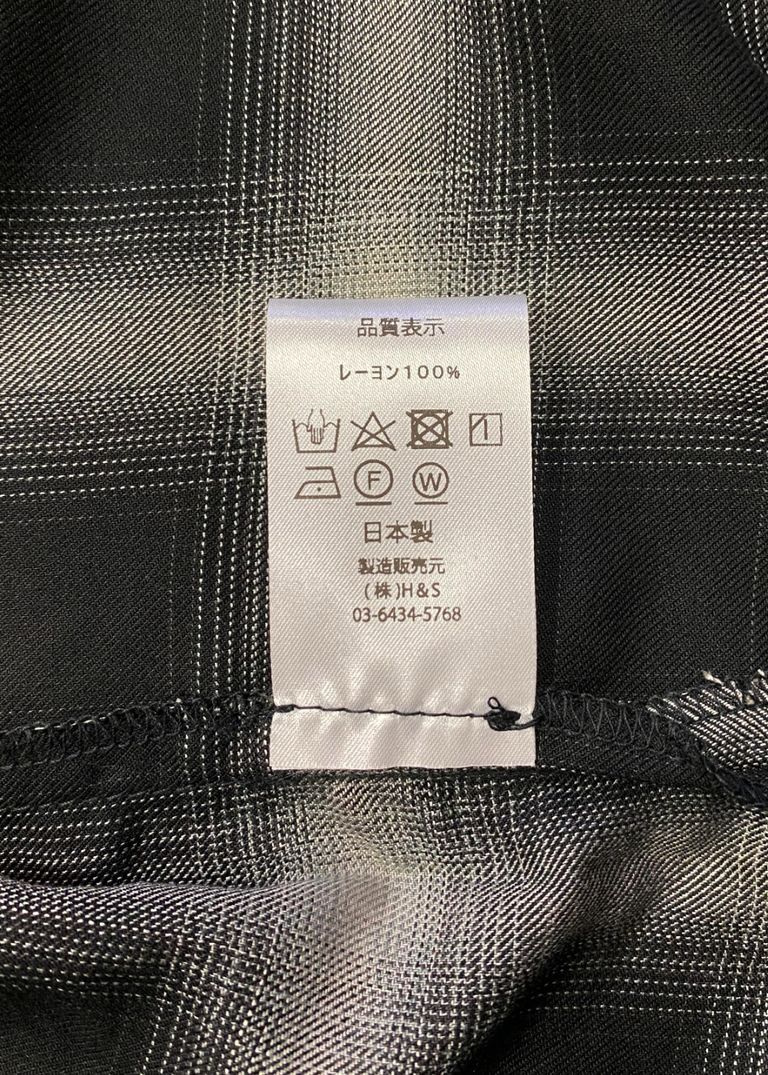 品質表示
レーヨン100%
F W
日本製
製造販売元
(株)H&S
03-6434-5768